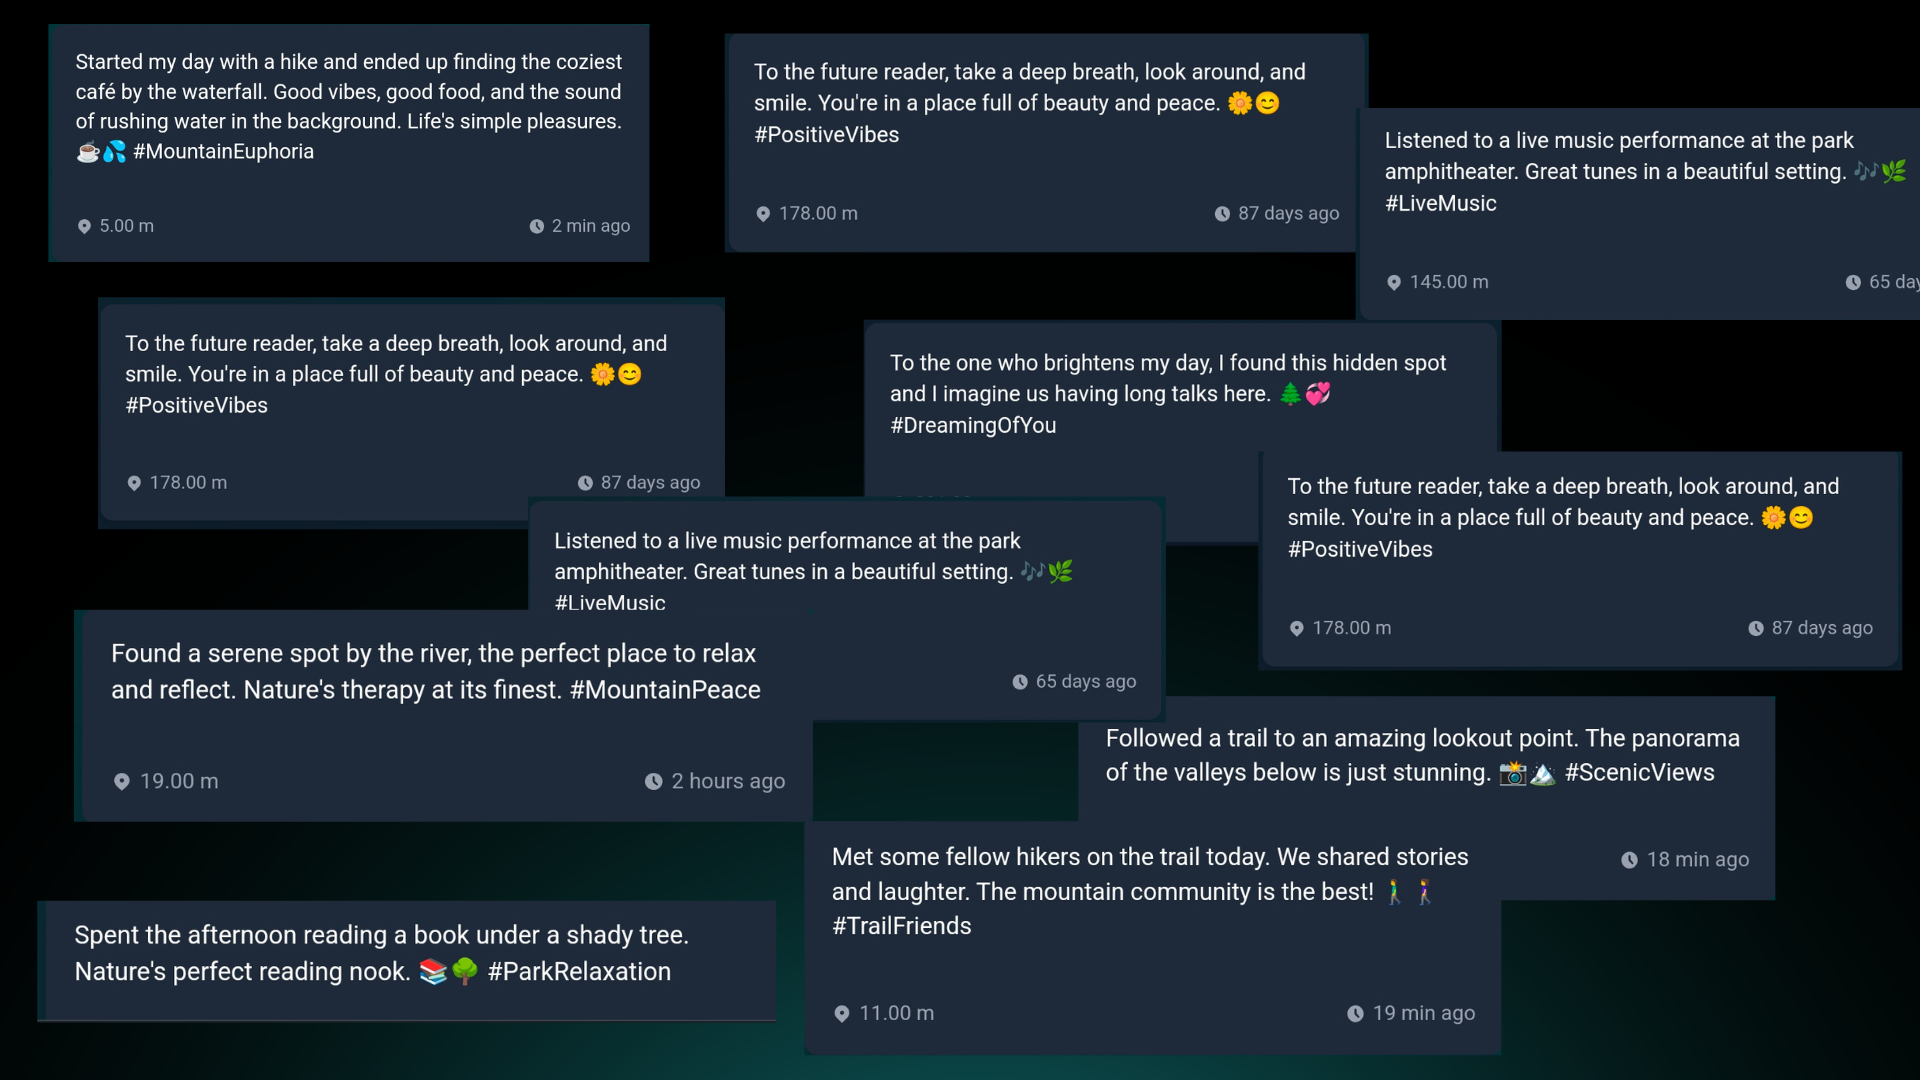 Started my day with a hike and ended up finding the coziest
café by the waterfall. Good vibes, good food, and the sound
of rushing water in the background. Life's simple pleasures.
☕💦 #MountainEuphoria
5.00 m
2 min ago
To the future reader, take a deep breath, look around, and
smile. You're in a place full of beauty and peace. 🌼😊
#PositiveVibes
178.00 m
87 days ago
Listened to a live music performance at the park
amphitheater. Great tunes in a beautiful setting. 🎶🌿
#LiveMusic
145.00 m
65 day
To the future reader, take a deep breath, look around, and
smile. You're in a place full of beauty and peace. 🌼😊
#PositiveVibes
178.00 m
87 days ago
To the one who brightens my day, I found this hidden spot
and I imagine us having long talks here. 🌲💞
#DreamingOfYou
To the future reader, take a deep breath, look around, and
smile. You're in a place full of beauty and peace. 🌼😊
#PositiveVibes
178.00 m
87 days ago
Listened to a live music performance at the park
amphitheater. Great tunes in a beautiful setting. 🎶🌿
#LiveMusic
65 days ago
Found a serene spot by the river, the perfect place to relax
and reflect. Nature's therapy at its finest. #MountainPeace
19.00 m
2 hours ago
Followed a trail to an amazing lookout point. The panorama
of the valleys below is just stunning. 📸🏔️ #ScenicViews
18 min ago
Met some fellow hikers on the trail today. We shared stories
and laughter. The mountain community is the best! 🚶‍♂️🚶‍♀️
#TrailFriends
11.00 m
19 min ago
Spent the afternoon reading a book under a shady tree.
Nature's perfect reading nook. 📚🌳 #ParkRelaxation